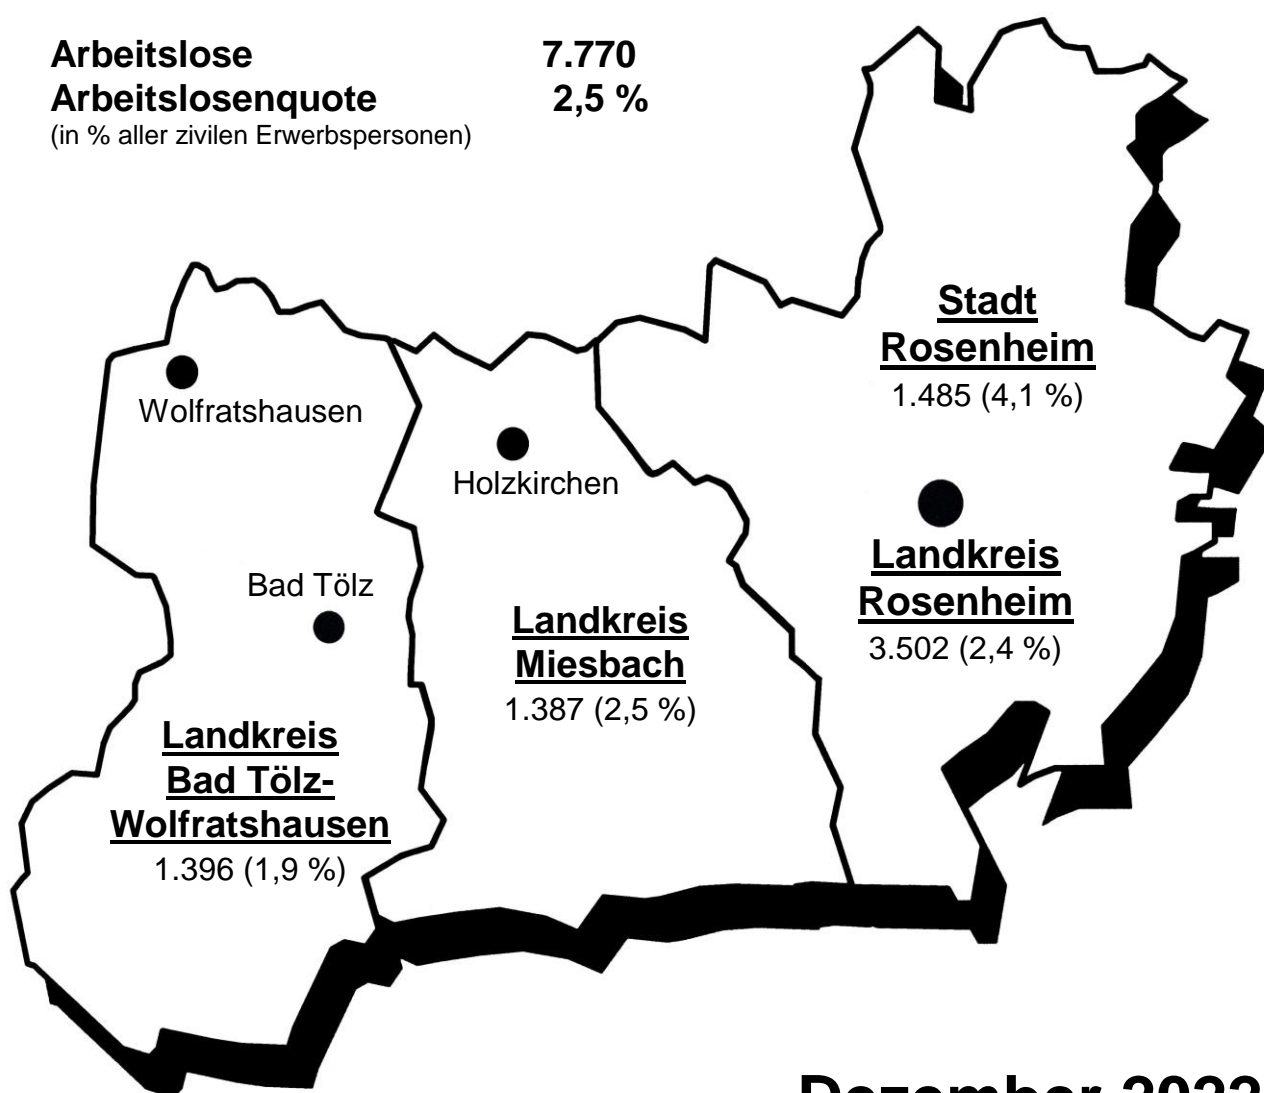 Arbeitslose 7.770
Arbeitslosenquote 2,5 %
(in % aller zivilen Erwerbspersonen)
Stadt
Rosenheim
1.485 (4,1 %)
Wolfratshausen
Holzkirchen
Landkreis
Rosenheim
3.502 (2,4 %)
Bad Tölz
Landkreis
Miesbach
1.387 (2,5 %)
Landkreis
Bad Tölz-
Wolfratshausen
1.396 (1,9 %)
Dezember